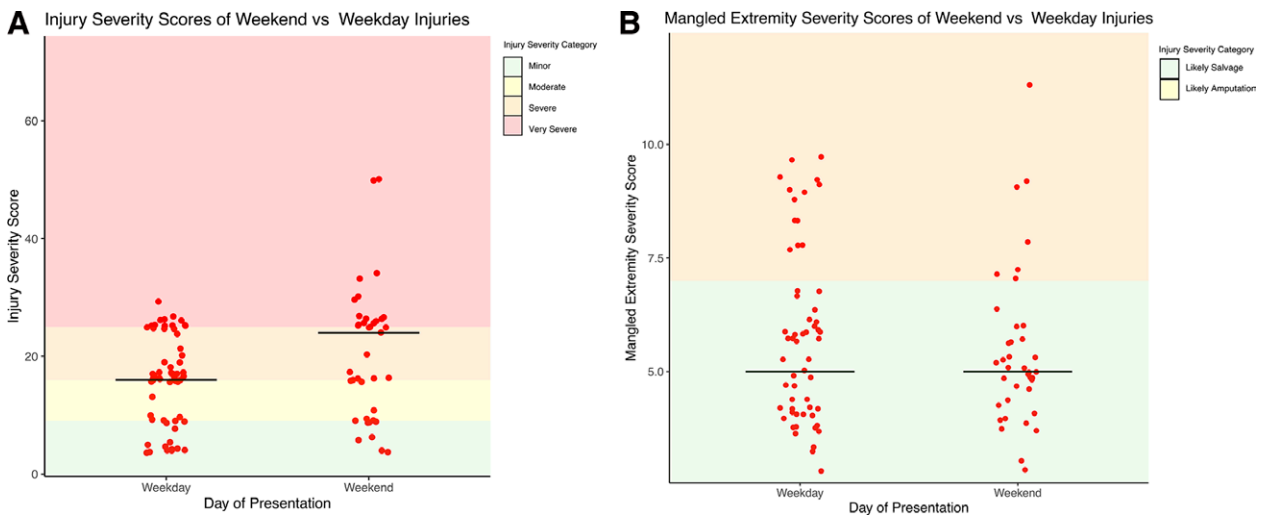 A
Injury Severity Scores of Weekend vs  Weekday Injuries
Injury Severity Score
60
40
20
0
Weekday
Weekend
Day of Presentation
Injury Severity Category
Minor
Moderate
Severe
Very Severe
B
Mangled Extremity Severity Scores of Weekend vs  Weekday Injuries
Mangled Extremity Severity Score
10.0
7.5
5.0
Weekday
Weekend
Day of Presentation
Injury Severity Category
Likely Salvage
Likely Amputation